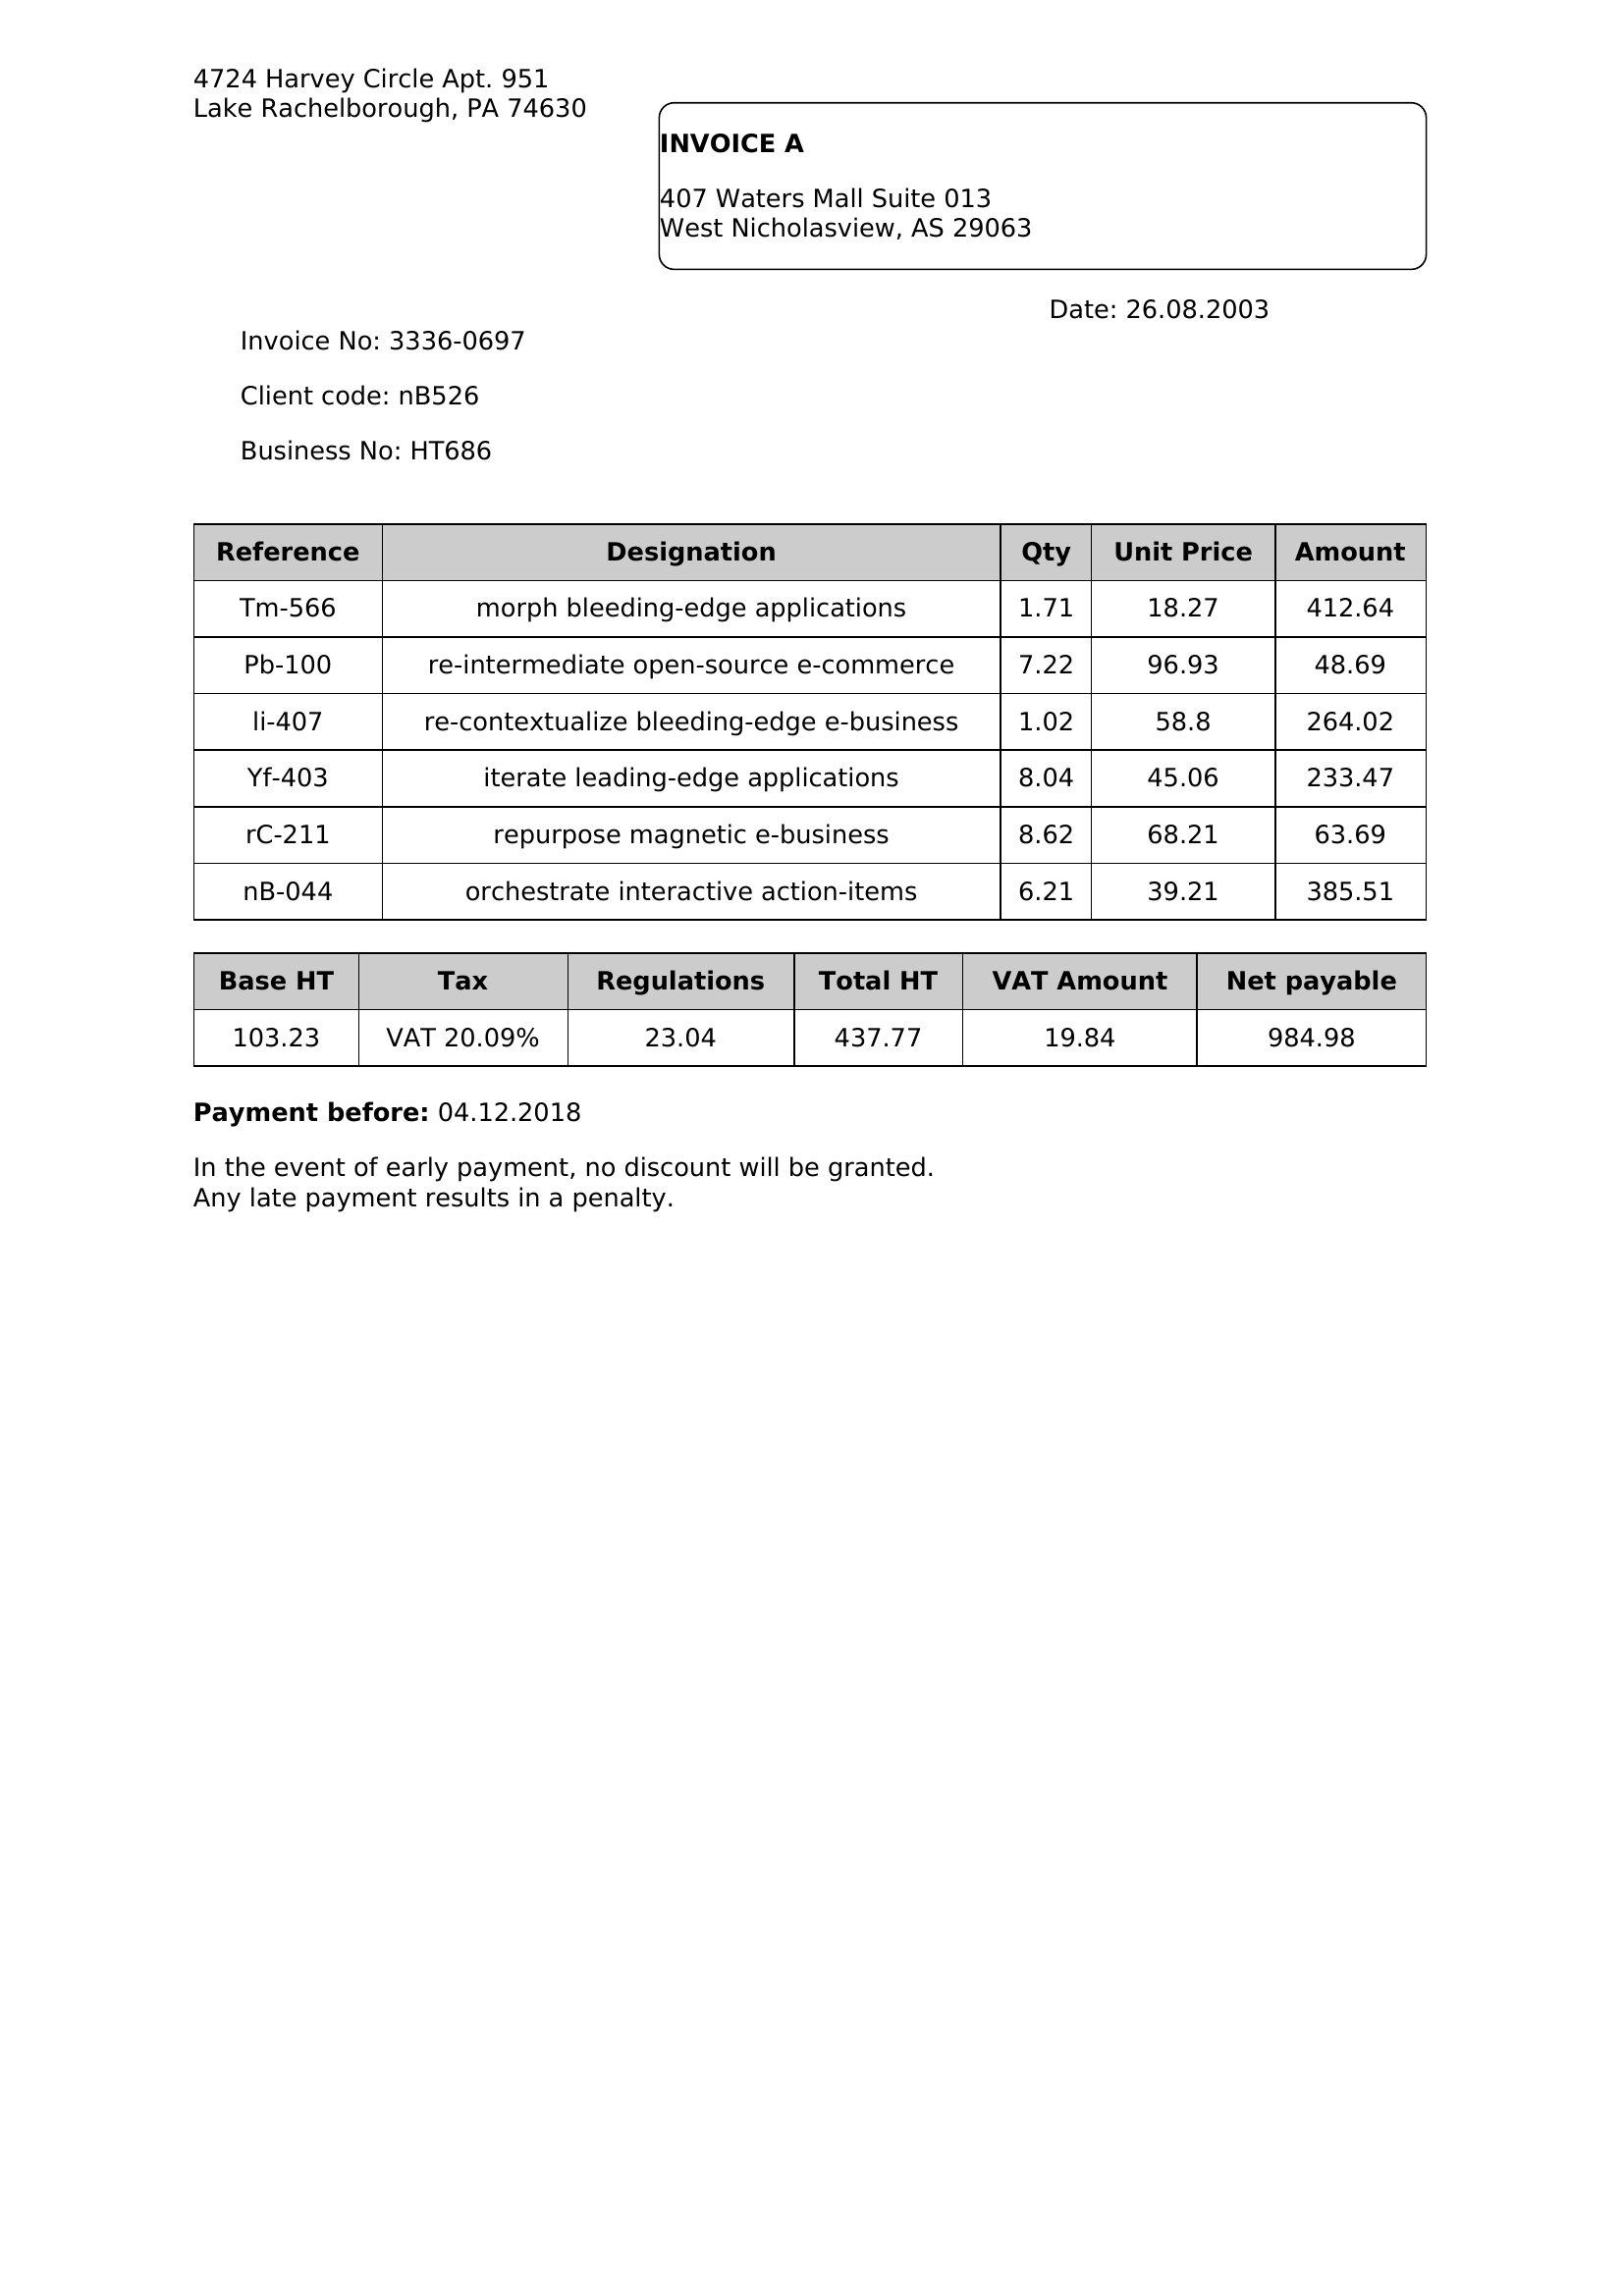 4724 Harvey Circle Apt. 951
Lake Rachelborough, PA 74630
INVOICE A
407 Waters Mall Suite 013
West Nicholasview, AS 29063
Date: 26.08.2003
Invoice No: 3336-0697
Client code: nB526
Business No: HT686
Reference Designation Qty Unit Price Amount
Tm-566 morph bleeding-edge applications 1.71 18.27 412.64
Pb-100 re-intermediate open-source e-commerce 7.22 96.93 48.69
li-407 re-contextualize bleeding-edge e-business 1.02 58.8 264.02
Yf-403 iterate leading-edge applications 8.04 45.06 233.47
rC-211 repurpose magnetic e-business 8.62 68.21 63.69
nB-044 orchestrate interactive action-items 6.21 39.21 385.51
Base HT Tax Regulations Total HT VAT Amount Net payable
103.23 VAT 20.09% 23.04 437.77 19.84 984.98
Payment before: 04.12.2018
In the event of early payment, no discount will be granted.
Any late payment results in a penalty.